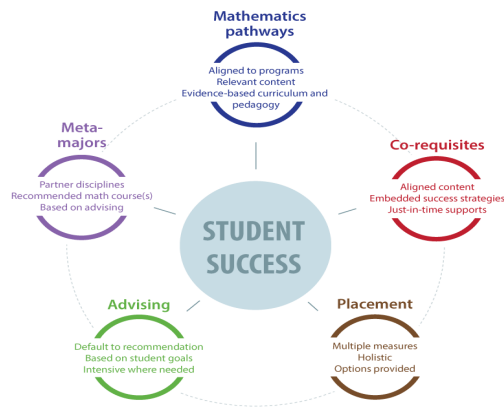 Mathematics
pathways
Aligned to programs
Relevant content
Evidence-based curriculum and
pedagogy
Meta-
majors
Partner disciplines
Recommended math course(s)
Based on advising
Co-requisites
Aligned content
Embedded success strategies
Just-in-time supports
STUDENT
SUCCESS
Advising
Default to recommendation
Based on student goals
Intensive where needed
Placement
Multiple measures
Holistic
Options provided